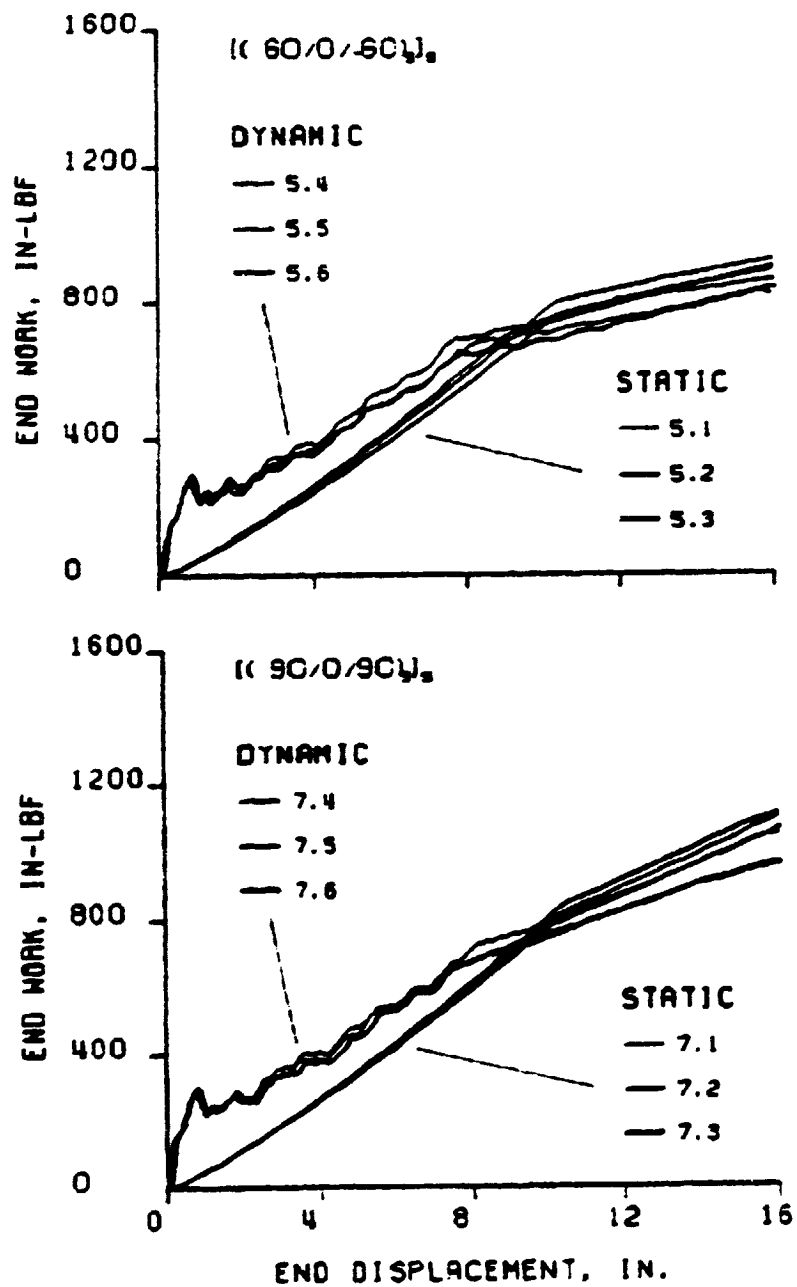 1600
[( 60/0/-60)₃]ₛ
DYNAMIC
1200
5.4
5.5
5.6
800
STATIC
5.1
400
5.2
5.3
0
END WORK, IN-LBF
1600
[( 90/0/90)₃]ₛ
DYNAMIC
1200
7.4
7.5
7.6
800
STATIC
7.1
400
7.2
7.3
0
END WORK, IN-LBF
0 4 8 12 16
END DISPLACEMENT, IN.